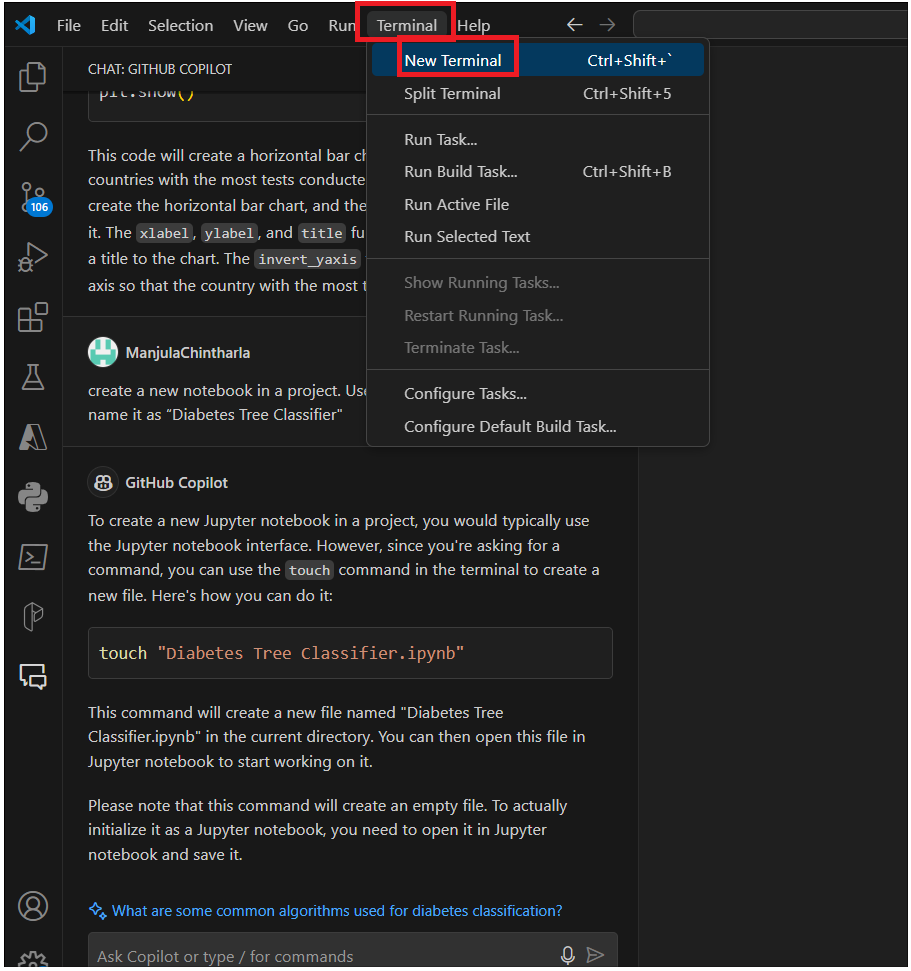 File Edit Selection View Go Run Terminal Help
New Terminal Ctrl+Shift+`
Split Terminal Ctrl+Shift+5
Run Task...
Run Build Task... Ctrl+Shift+B
Run Active File
Run Selected Text
Show Running Tasks...
Restart Running Task...
Terminate Task...
Configure Tasks...
Configure Default Build Task...
106
CHAT: GITHUB COPILOT
plt.show()
This code will create a horizontal bar
countries with the most tests conducte
create the horizontal bar chart, and the
it. The xlabel, ylabel, and title fu
a title to the chart. The invert_yaxis
axis so that the country with the most t
ManjulaChintharla
create a new notebook in a project. Use
name it as "Diabetes Tree Classifier"
GitHub Copilot
To create a new Jupyter notebook in a project, you would typically use
the Jupyter notebook interface. However, since you're asking for a
command, you can use the touch command in the terminal to create a
new file. Here's how you can do it:
touch "Diabetes Tree Classifier.ipynb"
This command will create a new file named "Diabetes Tree
Classifier.ipynb" in the current directory. You can then open this file in
Jupyter notebook to start working on it.
Please note that this command will create an empty file. To actually
initialize it as a Jupyter notebook, you need to open it in Jupyter
notebook and save it.
What are some common algorithms used for diabetes classification?
Ask Copilot or type / for commands